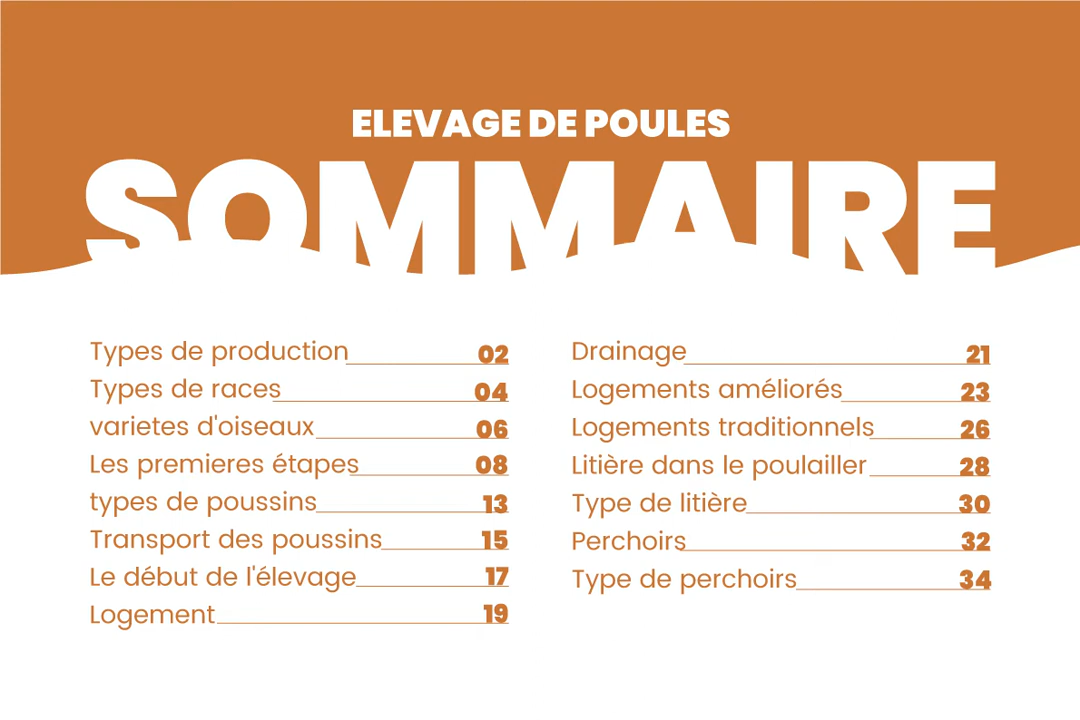 ELEVAGE DE POULES
SOMMAIRE
Types de production 02
Types de races 04
varietes d'oiseaux 06
Les premieres étapes 08
types de poussins 13
Transport des poussins 15
Le début de l'élevage 17
Logement 19
Drainage 21
Logements améliorés 23
Logements traditionnels 26
Litière dans le poulailler 28
Type de litière 30
Perchoirs 32
Type de perchoirs 34